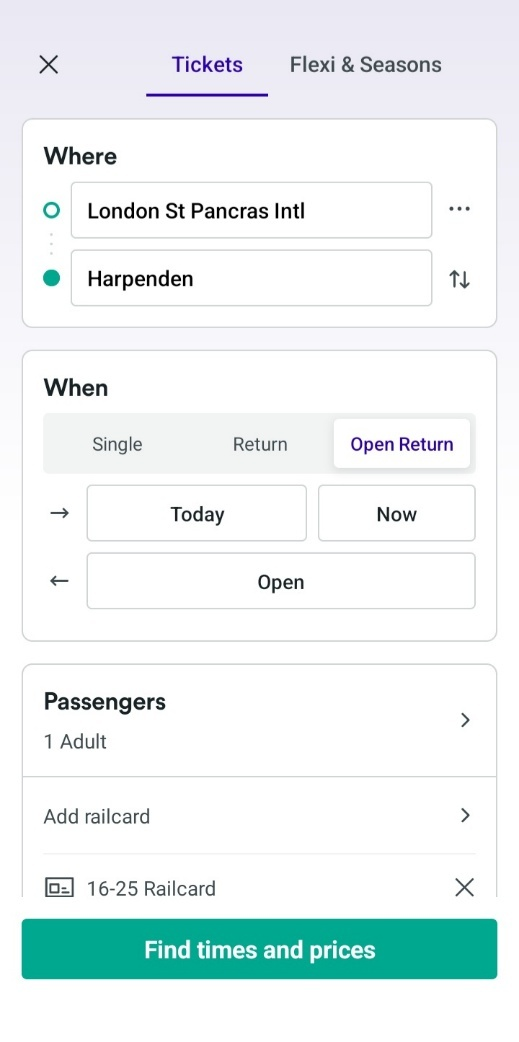 Tickets
Flexi & Seasons
Where
London St Pancras Intl
Harpenden
When
Single
Return
Open Return
Today
Now
Open
Passengers
1 Adult
Add railcard
16-25 Railcard
Find times and prices